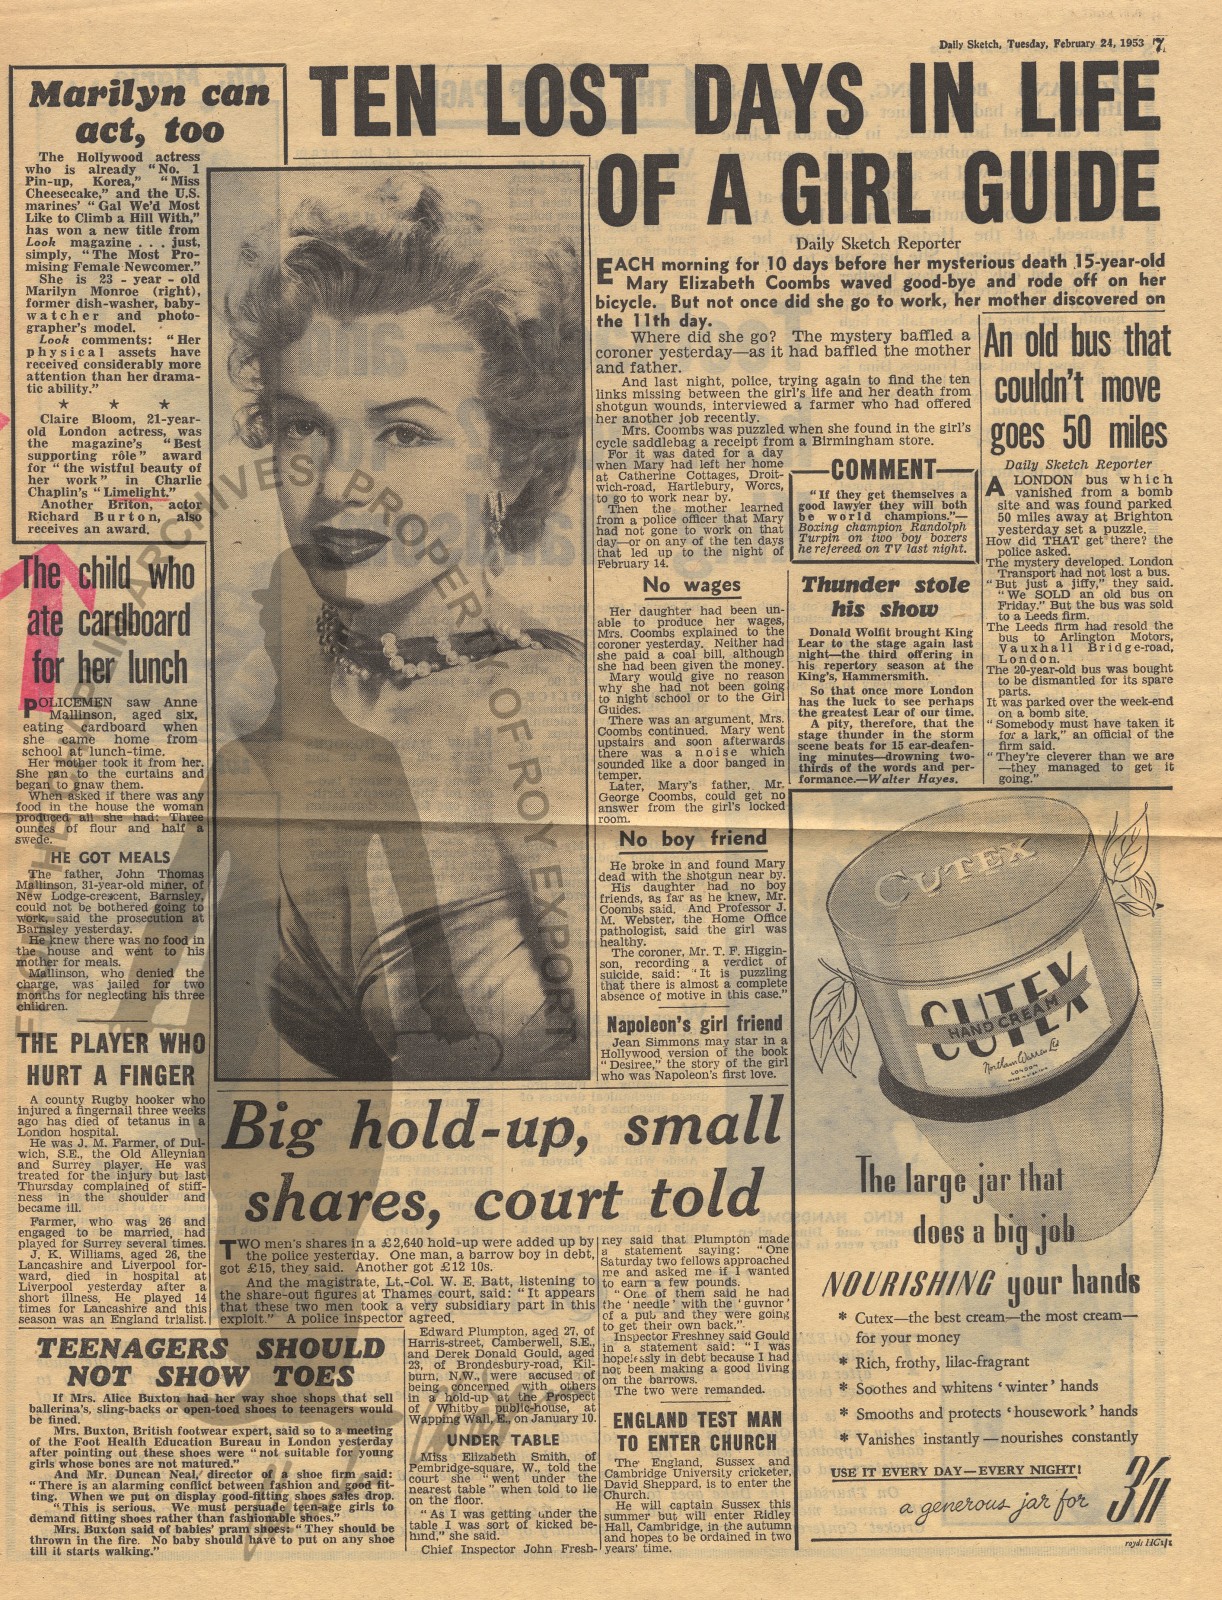 Daily Sketch, Tuesday, February 24, 1953 7
Marilyn can
act, too
The Hollywood actress
who is already "No. 1
Pin-up, Korea," "Miss
Cheesecake," and the U.S.
marines' "Gal We'd Most
Like to Climb a Hill With,"
has won a new title from
Look magazine . . . just,
simply, "The Most Pro-
mising Female Newcomer."
She is 23 - year - old
Marilyn Monroe (right),
former dish-washer, baby-
watcher and photo-
grapher's model.
Look comments: "Her
physical assets have
received considerably more
attention than her drama-
tic ability."
★ ★ ★
Claire Bloom, 21-year-
old London actress, was
the magazine's "Best
supporting rôle" award
for "the wistful beauty of
her work" in Charlie
Chaplin's "Limelight."
Another Briton, actor
Richard Burton, also
receives an award.
The child who
ate cardboard
for her lunch
POLICEMEN saw Anne
Mallinson, aged six,
eating cardboard when
she came home from
school at lunch-time.
Her mother took it from her.
She ran to the curtains and
began to gnaw them.
When asked if there was any
food in the house the woman
produced all she had: Three
ounces of flour and half a
swede.
HE GOT MEALS
The father, John Thomas
Mallinson, 31-year-old miner, of
New Lodge-crescent, Barnsley,
could not be bothered going to
work, said the prosecution at
Barnsley yesterday.
He knew there was no food in
the house and went to his
mother for meals.
Mallinson, who denied the
charge, was jailed for two
months for neglecting his three
children.
THE PLAYER WHO
HURT A FINGER
A county Rugby hooker who
injured a fingernail three weeks
ago has died of tetanus in a
London hospital.
He was J. M. Farmer, of Dul-
wich, S.E., the Old Alleynian
and Surrey player. He was
treated for the injury but last
Thursday complained of stiff-
ness in the shoulder and
became ill.
Farmer, who was 26 and
engaged to be married, had
played for Surrey several times.
J. K. Williams, aged 26, the
Lancashire and Liverpool for-
ward, died in hospital at
Liverpool yesterday after a
short illness. He played 14
times for Lancashire and this
season was an England trialist.
TEENAGERS SHOULD
NOT SHOW TOES
If Mrs. Alice Buxton had her way shoe shops that sell
ballerina's, sling-backs or open-toed shoes to teenagers would
be fined.
Mrs. Buxton, British footwear expert, said so to a meeting
of the Foot Health Education Bureau in London yesterday
after pointing out these shoes were "not suitable for young
girls whose bones are not matured."
And Mr. Duncan Neal, director of a shoe firm said:
"There is an alarming conflict between fashion and good fit-
ting. When we put on display good-fitting shoes sales drop.
"This is serious. We must persuade teen-age girls to
demand fitting shoes rather than fashionable shoes."
Mrs. Buxton said of babies' pram shoes: "They should be
thrown in the fire. No baby should have to put on any shoe
till it starts walking."
TEN LOST DAYS IN LIFE
OF A GIRL GUIDE
Daily Sketch Reporter
EACH morning for 10 days before her mysterious death 15-year-old
Mary Elizabeth Coombs waved good-bye and rode off on her
bicycle. But not once did she go to work, her mother discovered on
the 11th day.
Where did she go? The mystery baffled a
coroner yesterday—as it had baffled the mother
and father.
And last night, police, trying again to find the ten
links missing between the girl's life and her death from
shotgun wounds, interviewed a farmer who had offered
her another job recently.
Mrs. Coombs was puzzled when she found in the girl's
cycle saddlebag a receipt from a Birmingham store.
For it was dated for a day
when Mary had left her home
at Catherine Cottages, Droit-
wich-road, Hartlebury, Worcs,
to go to work near by.
Then the mother learned
from a police officer that Mary
had not gone to work on that
day—or on any of the ten days
that led up to the night of
February 14.
No wages
Her daughter had been un-
able to produce her wages,
Mrs. Coombs explained to the
coroner yesterday. Neither had
she paid a coal bill, although
she had been given the money.
Mary would give no reason
why she had not been going
to night school or to the Girl
Guides.
There was an argument, Mrs.
Coombs continued. Mary went
upstairs and soon afterwards
there was a noise which
sounded like a door banged in
temper.
Later, Mary's father, Mr.
George Coombs, could get no
answer from the girl's locked
room.
No boy friend
He broke in and found Mary
dead with the shotgun near by.
His daughter had no boy
friends, as far as he knew, Mr.
Coombs said. And Professor J.
M. Webster, the Home Office
pathologist, said the girl was
healthy.
The coroner, Mr. T. F. Higgin-
son, recording a verdict of
suicide, said: "It is puzzling
that there is almost a complete
absence of motive in this case."
Napoleon's girl friend
Jean Simmons may star in a
Hollywood version of the book
"Desiree," the story of the girl
who was Napoleon's first love.
COMMENT
"If they get themselves a
good lawyer they will both
be world champions."—
Boxing champion Randolph
Turpin on two boy boxers
he refereed on TV last night.
Thunder stole
his show
Donald Wolfit brought King
Lear to the stage again last
night—the third offering in
his repertory season at the
King's, Hammersmith.
So that once more London
has the luck to see perhaps
the greatest Lear of our time.
A pity, therefore, that the
stage thunder in the storm
scene beats for 15 ear-deafen-
ing minutes—drowning two-
thirds of the words and per-
formance.—Walter Hayes.
An old bus that
couldn't move
goes 50 miles
Daily Sketch Reporter
A LONDON bus which
vanished from a bomb
site and was found parked
50 miles away at Brighton
yesterday set a puzzle.
How did THAT get there? the
police asked.
The mystery developed. London
Transport had not lost a bus.
"But just a jiffy," they said.
"We SOLD an old bus on
Friday." But the bus was sold
to a Leeds firm.
The Leeds firm had resold the
bus to Arlington Motors,
Vauxhall Bridge-road,
London.
The 20-year-old bus was bought
to be dismantled for its spare
parts.
It was parked over the week-end
on a bomb site.
"Somebody must have taken it
for a lark," an official of the
firm said.
"They're cleverer than we are
—they managed to get it
going."
Big hold-up, small
shares, court told
TWO men's shares in a £2,640 hold-up were added up by
the police yesterday. One man, a barrow boy in debt,
got £15, they said. Another got £12 10s.
And the magistrate, Lt.-Col. W. E. Batt, listening to
the share-out figures at Thames court, said: "It appears
that these two men took a very subsidiary part in this
exploit." A police inspector agreed.
Edward Plumpton, aged 27, of
Harris-street, Camberwell, S.E.,
and Derek Donald Gould, aged
23, of Brondesbury-road, Kil-
burn, N.W., were accused of
being concerned with others
in a hold-up at the Prospect
of Whitby public-house, at
Wapping Wall, E., on January 10.
UNDER TABLE
Miss Elizabeth Smith, of
Pembridge-square, W., told the
court she "went under the
nearest table" when told to lie
on the floor.
"As I was getting under the
table I was sort of kicked be-
hind," she said.
Chief Inspector John Fresh-
ney said that Plumpton made
a statement saying: "One
Saturday two fellows approached
me and asked me if I wanted
to earn a few pounds.
"One of them said he had
the 'needle' with the 'guvnor'
of a pub and they were going
to get their own back."
Inspector Freshney said Gould
in a statement said: "I was
hopelessly in debt because I had
not been making a good living
on the barrows.
The two were remanded.
ENGLAND TEST MAN
TO ENTER CHURCH
The England, Sussex and
Cambridge University cricketer,
David Sheppard, is to enter the
Church.
He will captain Sussex this
summer but will enter Ridley
Hall, Cambridge, in the autumn
and hopes to be ordained in two
years' time.
CUTEX
CUTEX
HAND CREAM
CUTEX
Northam Warren Ltd
LONDON
The large jar that
does a big job
NOURISHING your hands
* Cutex—the best cream—the most cream—
for your money
* Rich, frothy, lilac-fragrant
* Soothes and whitens 'winter' hands
* Smooths and protects 'housework' hands
* Vanishes instantly—nourishes constantly
USE IT EVERY DAY—EVERY NIGHT!
a generous jar for 3/11
royds HC1/1
FROM CHAPLIN ARCHIVES, PROPERTY OF ROY EXPORT